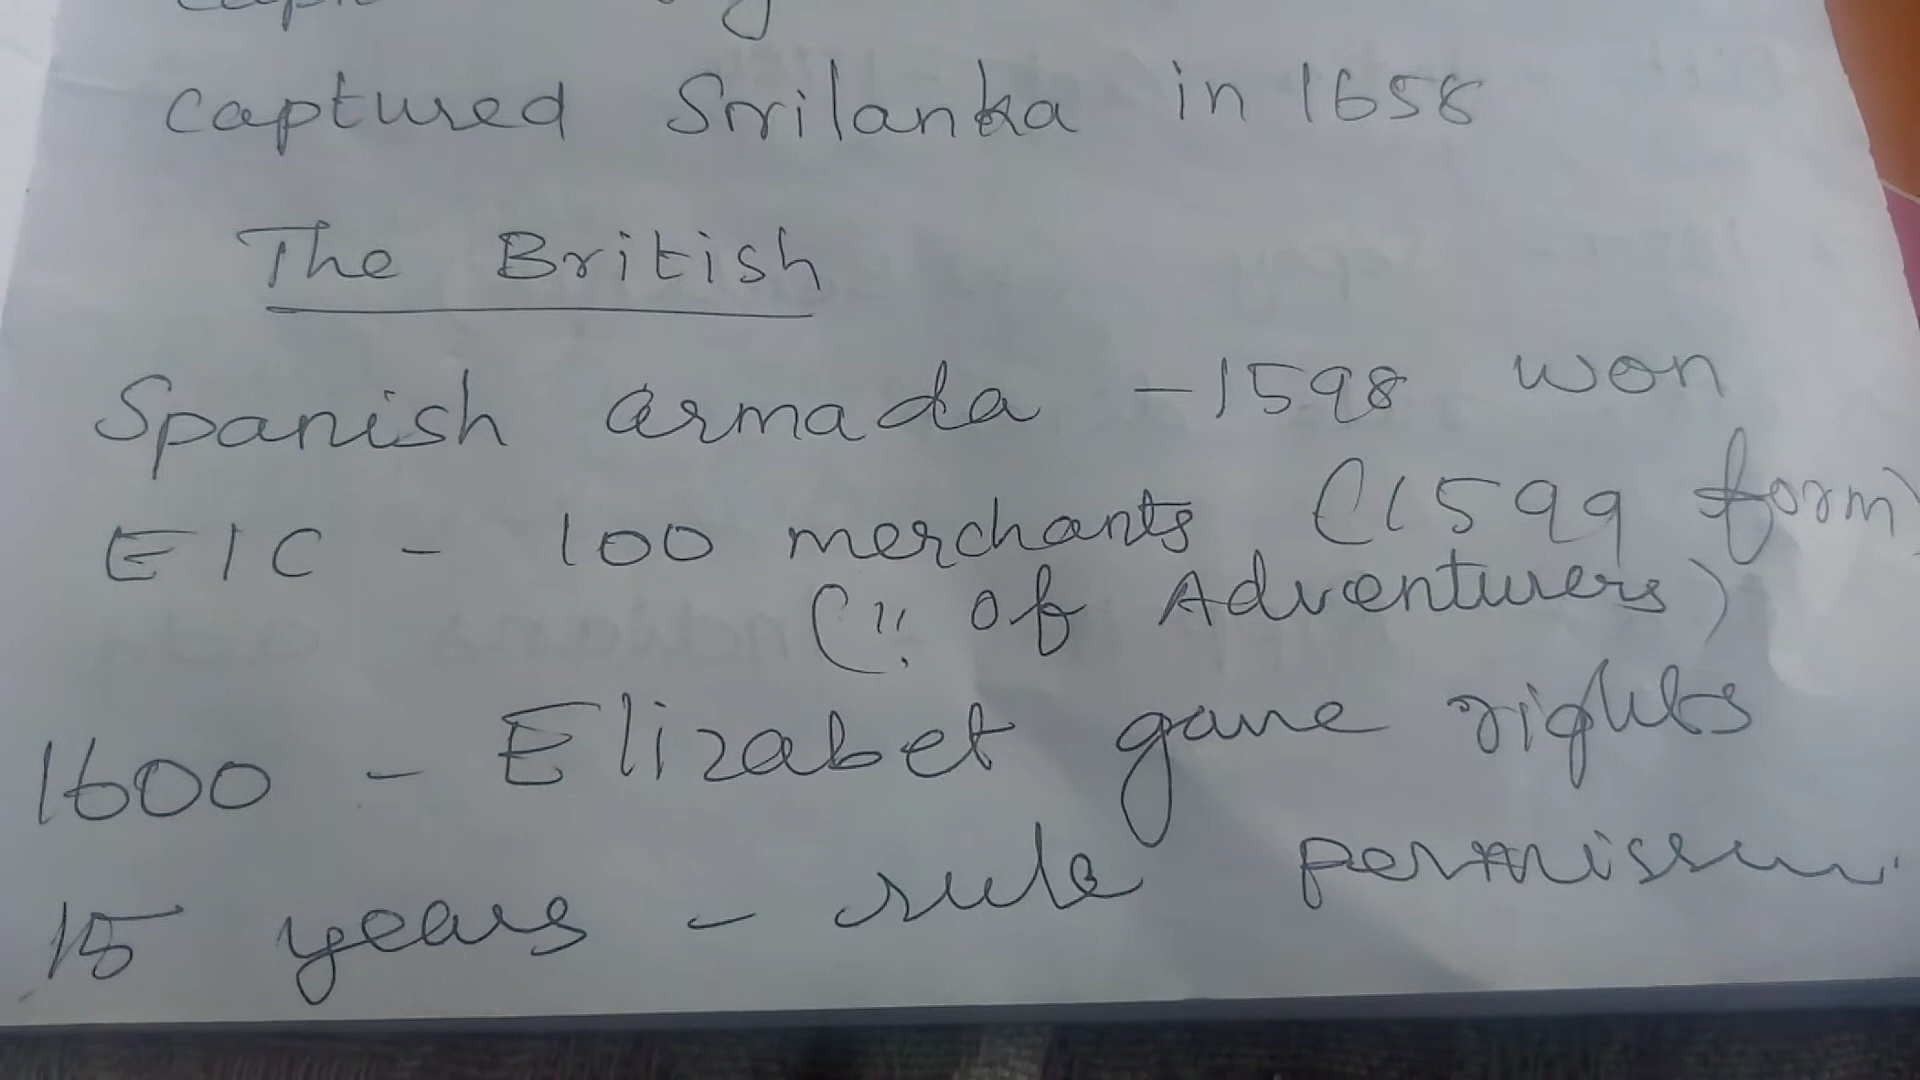 captured Srilanka in 1658
The British
Spanish armada - 1598 won
EIC - 100 merchants (1599 form)
(" of Adventurers)
1600 - Elizabet gave rights
15 years - rule